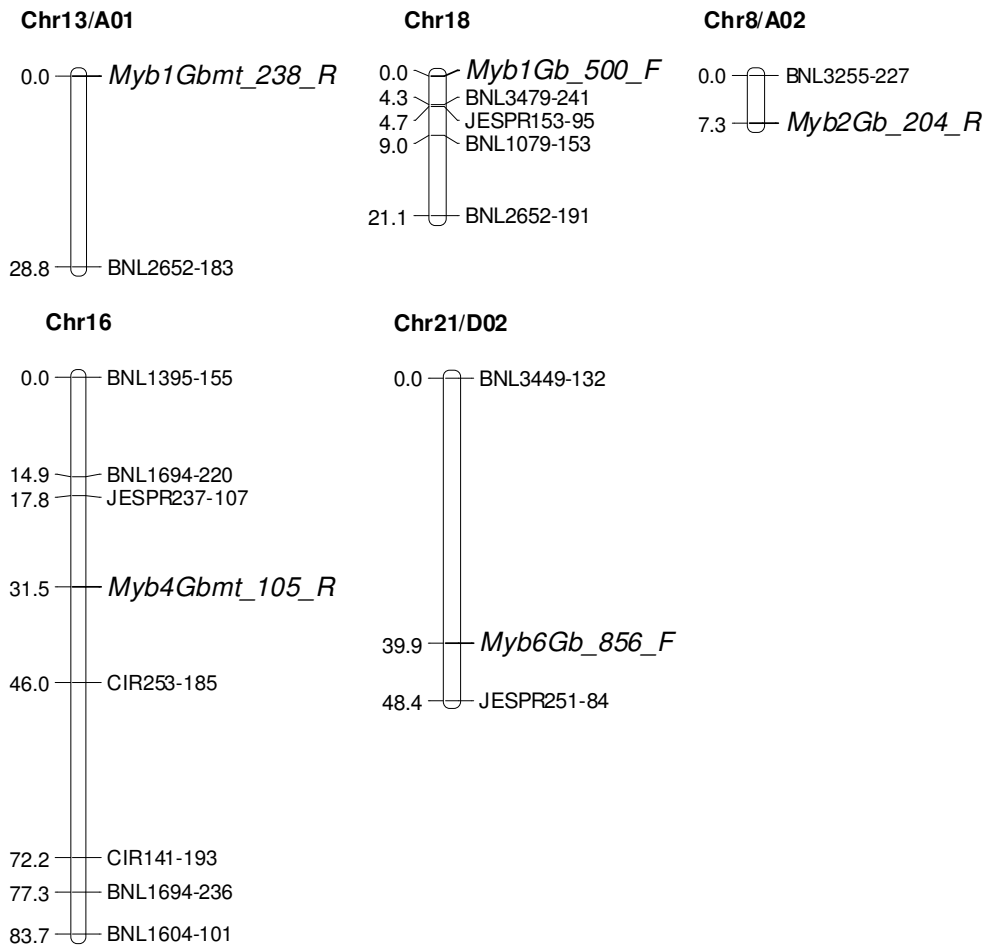 Chr13/A01
0.0 Myb1Gbmt_238_R
28.8 BNL2652-183
Chr18
0.0 Myb1Gb_500_F
4.3 BNL3479-241
4.7 JESPR153-95
9.0 BNL1079-153
21.1 BNL2652-191
Chr8/A02
0.0 BNL3255-227
7.3 Myb2Gb_204_R
Chr16
0.0 BNL1395-155
14.9 BNL1694-220
17.8 JESPR237-107
31.5 Myb4Gbmt_105_R
46.0 CIR253-185
72.2 CIR141-193
77.3 BNL1694-236
83.7 BNL1604-101
Chr21/D02
0.0 BNL3449-132
39.9 Myb6Gb_856_F
48.4 JESPR251-84